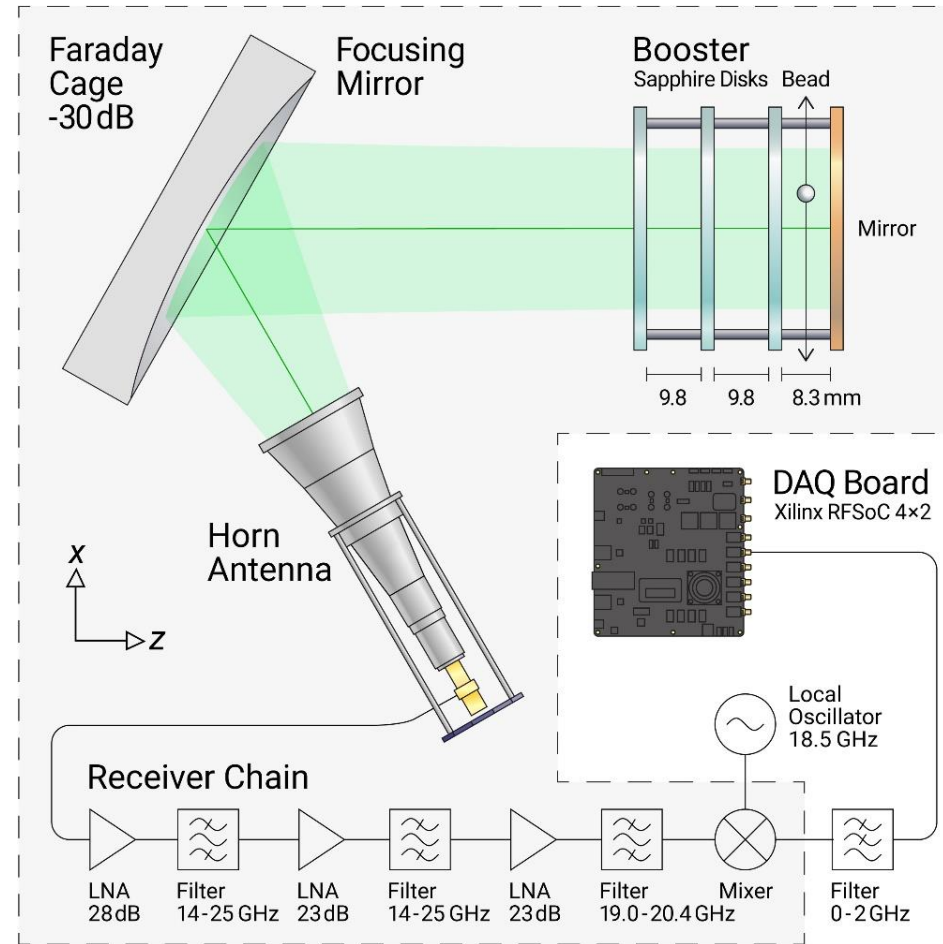 Faraday
Cage
-30 dB
Focusing
Mirror
Booster
Sapphire Disks Bead
Mirror
9.8 9.8 8.3 mm
DAQ Board
Xilinx RFSoC 4×2
Horn
Antenna
x
z
Local
Oscillator
18.5 GHz
Receiver Chain
LNA
28 dB
Filter
14-25 GHz
LNA
23 dB
Filter
14-25 GHz
LNA
23 dB
Filter
19.0-20.4 GHz
Mixer
Filter
0-2 GHz